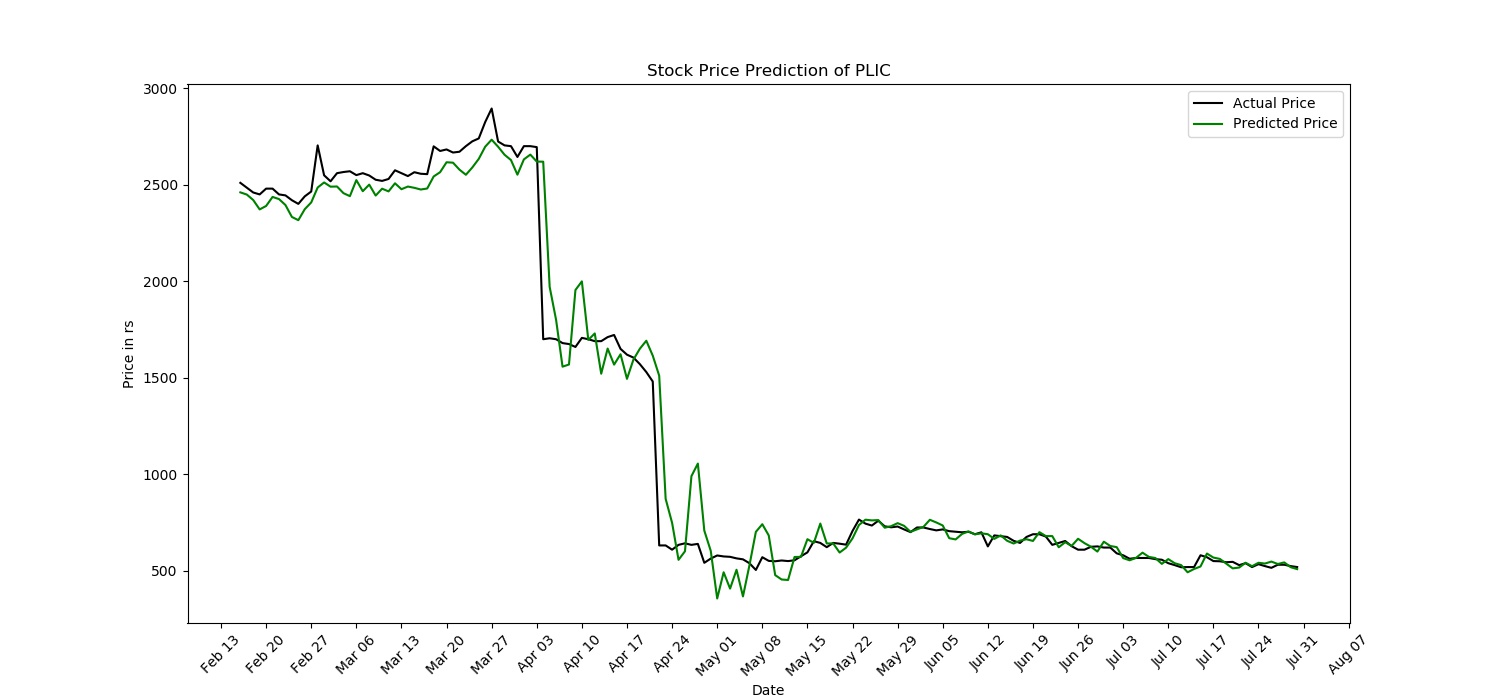 Stock Price Prediction of PLIC
Actual Price
Predicted Price
Price in rs
3000
2500
2000
1500
1000
500
Feb 13
Feb 20
Feb 27
Mar 06
Mar 13
Mar 20
Mar 27
Apr 03
Apr 10
Apr 17
Apr 24
May 01
May 08
May 15
May 22
May 29
Jun 05
Jun 12
Jun 19
Jun 26
Jul 03
Jul 10
Jul 17
Jul 24
Jul 31
Aug 07
Date